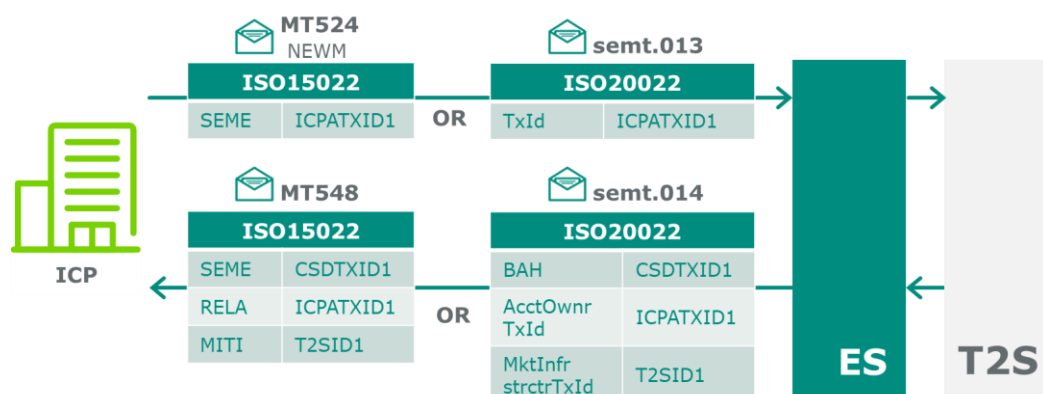 MT524
NEWM
semt.013
ISO15022
ISO20022
SEME ICPATXID1
OR
TxId ICPATXID1
MT548
semt.014
ISO15022
ISO20022
ICP
SEME CSDTXID1
RELA ICPATXID1
MITI T2SID1
OR
BAH CSDTXID1
AcctOwnr
TxId
ICPATXID1
MktInfr
strctrTxId
T2SID1
ES
T2S